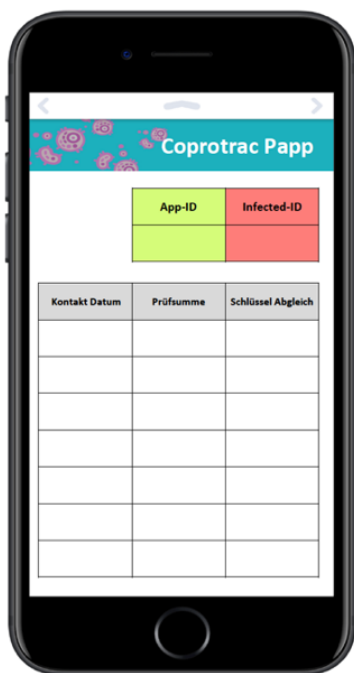 Coprotrac Papp
App-ID Infected-ID
Kontakt Datum Prüfsumme Schlüssel Abgleich